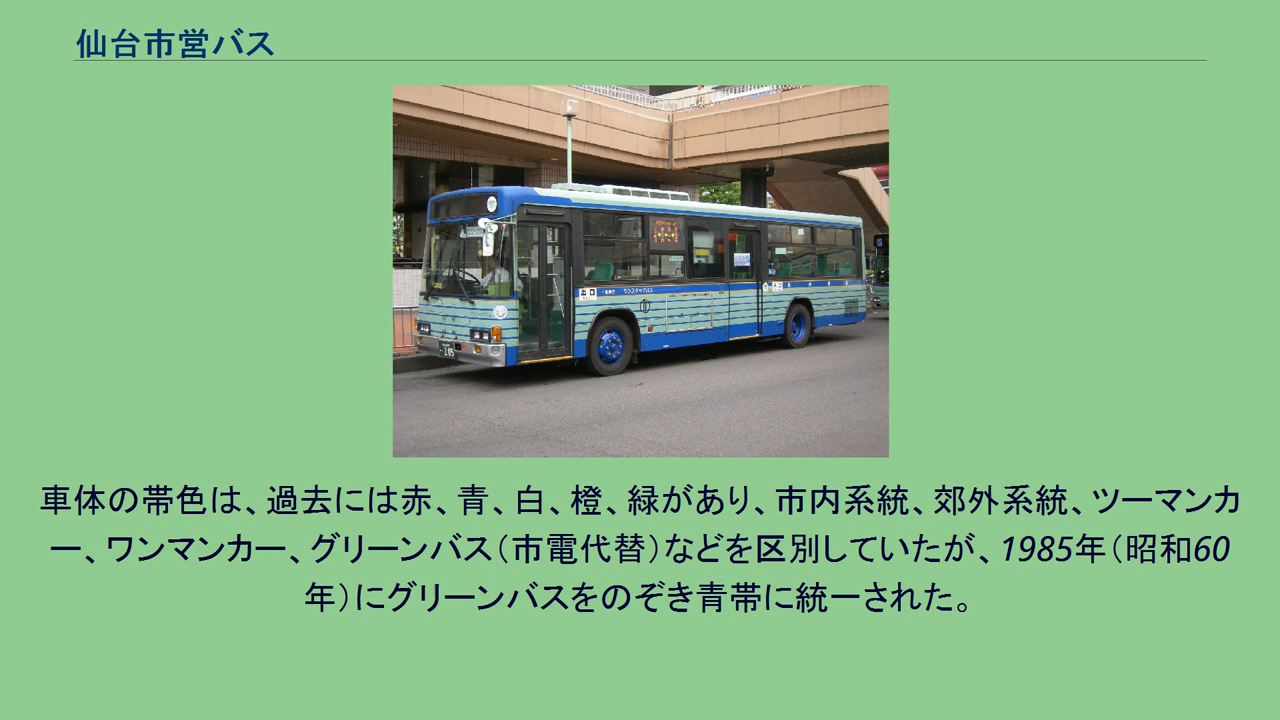 仙台市営バス
出口
205
車体の帯色は、過去には赤、青、白、橙、緑があり、市内系統、郊外系統、ツーマンカ
ー、ワンマンカー、グリーンバス（市電代替）などを区別していたが、1985年（昭和60
年）にグリーンバスをのぞき青帯に統一された。